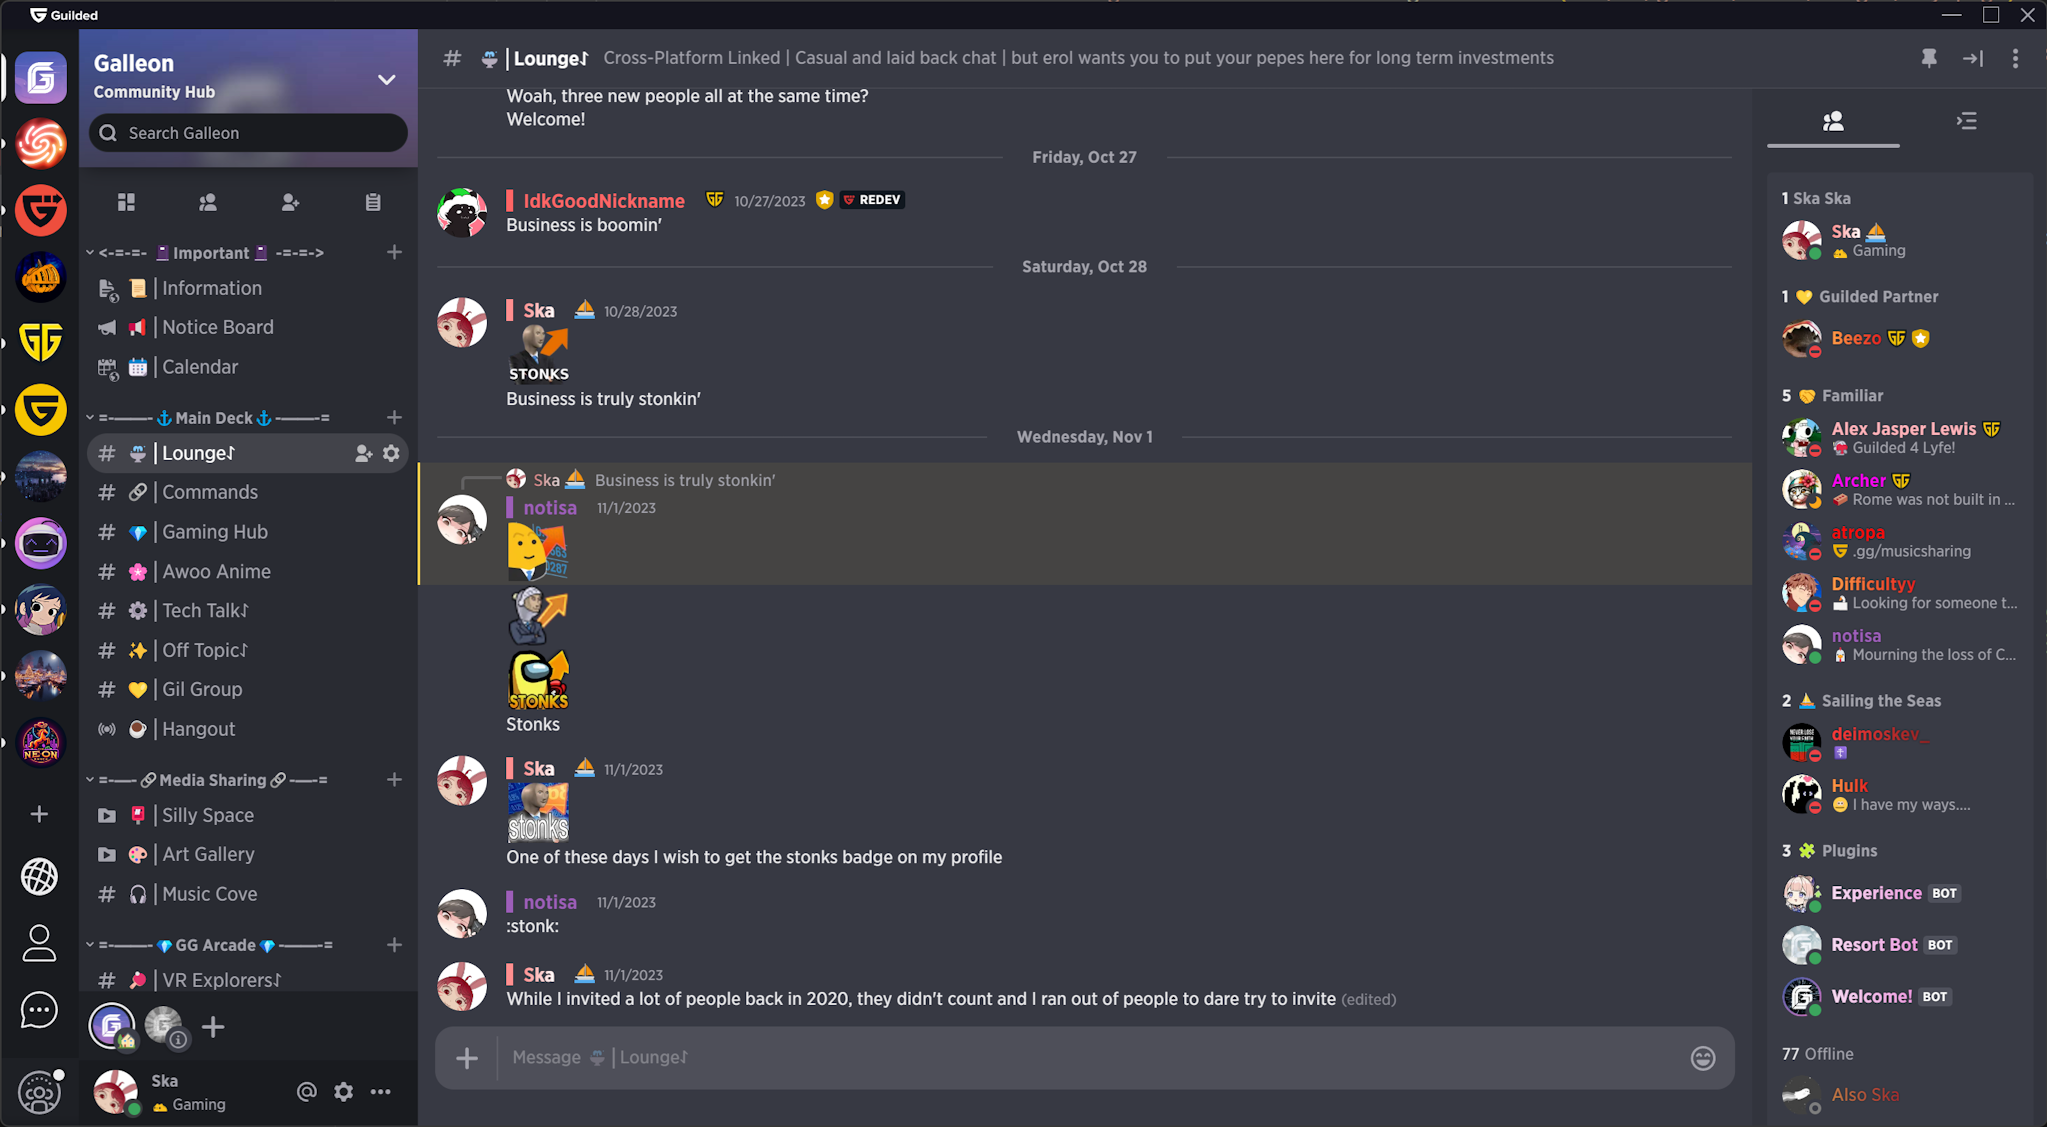 Guilded
Galleon
Community Hub
Search Galleon
<-=-=- Important -=-=->
| Information
| Notice Board
| Calendar
=-——- Main Deck -——-=
# | Lounge
# | Commands
# | Gaming Hub
# | Awoo Anime
# | Tech Talk
# | Off Topic
# | Gil Group
| Hangout
=-—- Media Sharing -—-=
| Silly Space
| Art Gallery
# | Music Cove
=-——- GG Arcade -——-=
# | VR Explorers
Ska
Gaming
NEON
# | Lounge Cross-Platform Linked | Casual and laid back chat | but erol wants you to put your pepes here for long term investments
Woah, three new people all at the same time?
Welcome!
Friday, Oct 27
IdkGoodNickname GG 10/27/2023 REDEV
Business is boomin'
Saturday, Oct 28
Ska 10/28/2023
STONKS
Business is truly stonkin'
Wednesday, Nov 1
Ska Business is truly stonkin'
notisa 11/1/2023
STONKS
Stonks
Ska 11/1/2023
stonks
One of these days I wish to get the stonks badge on my profile
notisa 11/1/2023
:stonk:
Ska 11/1/2023
While I invited a lot of people back in 2020, they didn't count and I ran out of people to dare try to invite (edited)
Message | Lounge
1 Ska Ska
Ska
Gaming
1 Guilded Partner
Beezo GG
5 Familiar
Alex Jasper Lewis GG
Guilded 4 Lyfe!
Archer GG
Rome was not built in ...
atropa
.gg/musicsharing
Difficultyy
Looking for someone t...
notisa
Mourning the loss of C...
2 Sailing the Seas
deimoskev_
Hulk
I have my ways....
3 Plugins
Experience BOT
Resort Bot BOT
Welcome! BOT
77 Offline
Also Ska